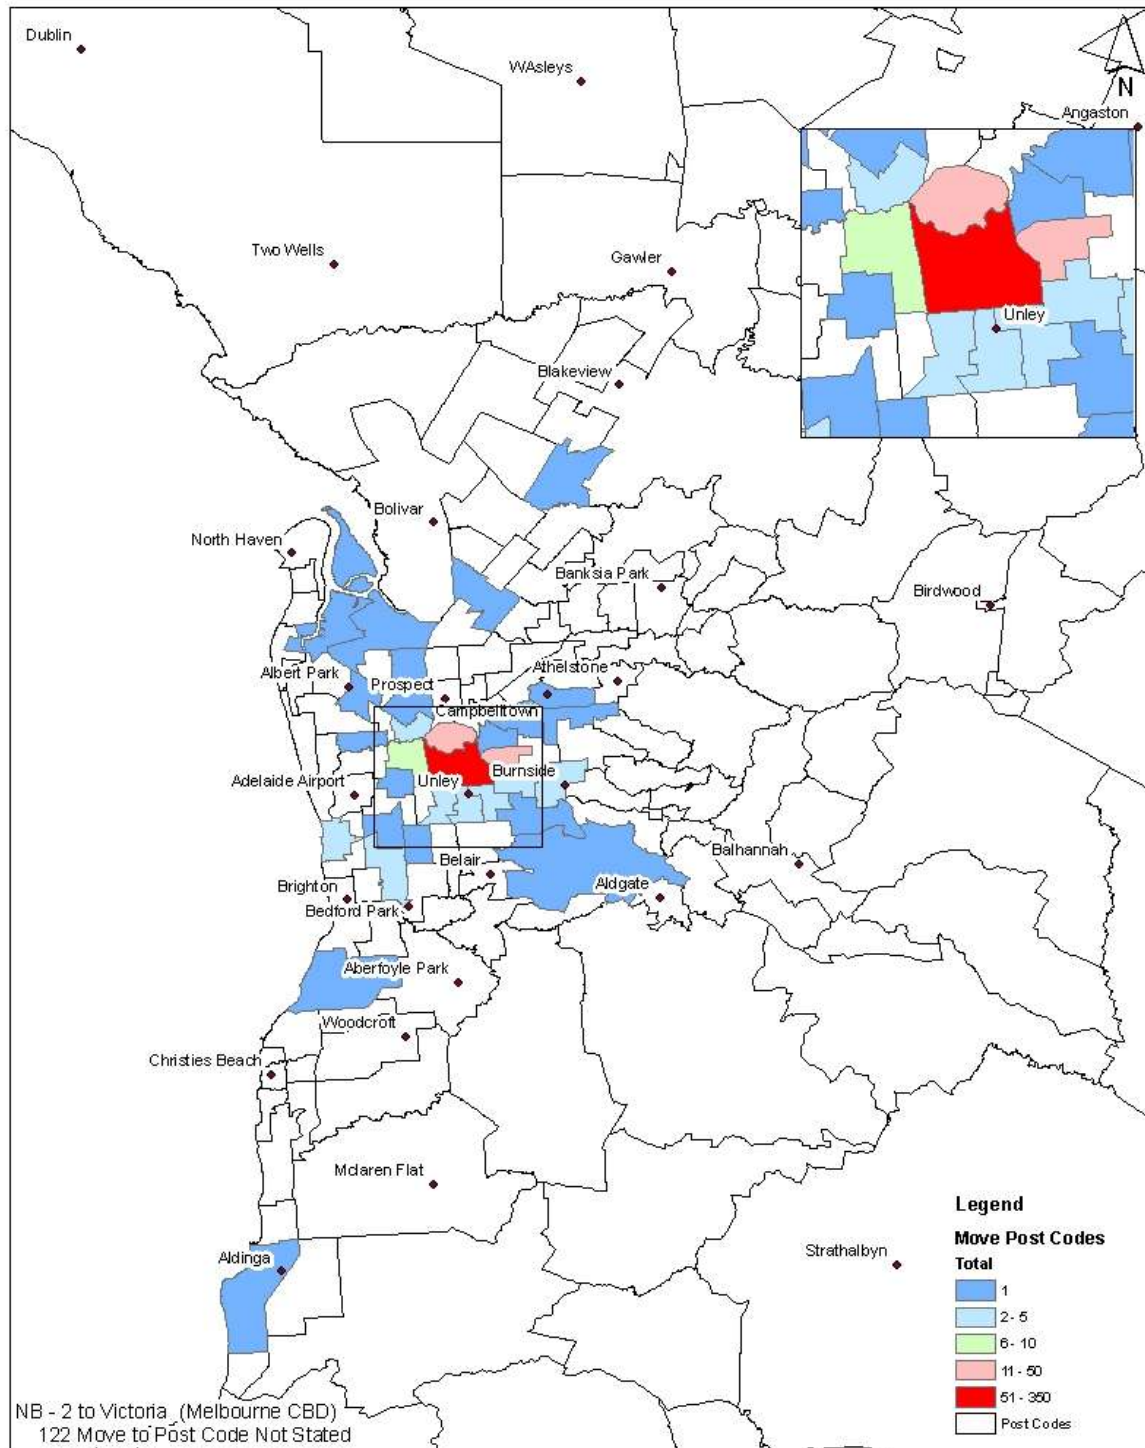 Dublin
WAsleys
N
Angaston
Two Wells
Gawler
Unley
Blakeview
Bolivar
North Haven
Banksia Park
Birdwood
Athelstone
Albert Park
Prospect
Campbelltown
Burnside
Adelaide Airport
Unley
Balhannah
Belair
Aldgate
Brighton
Bedford Park
Aberfoyle Park
Woodcroft
Christies Beach
Mclaren Flat
Legend
Move Post Codes
Total
1
2 - 5
6 - 10
11 - 50
51 - 350
Post Codes
Strathalbyn
Aldinga
NB - 2 to Victoria (Melbourne CBD)
122 Move to Post Code Not Stated